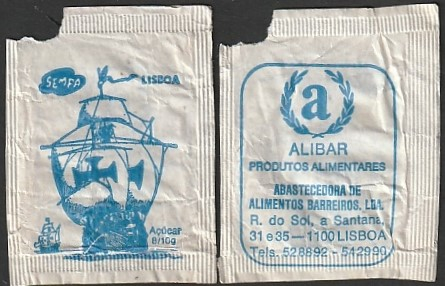 SEMFA
LISBOA
Açúcar
8/10g
a
ALIBAR
PRODUTOS ALIMENTARES
ABASTECEDORA DE
ALIMENTOS BARREIROS. LDA.
R. do Sol, a Santana,
31 e 35 — 1100 LISBOA
Tels. 528892 - 542990